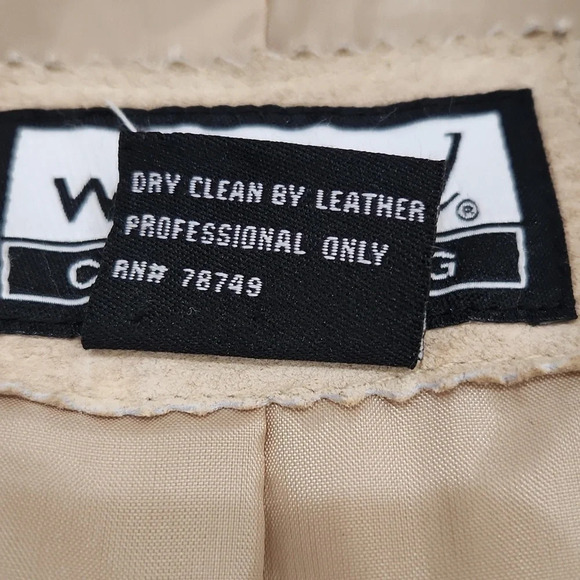 DRY CLEAN BY LEATHER
PROFESSIONAL ONLY
RN# 78749
®